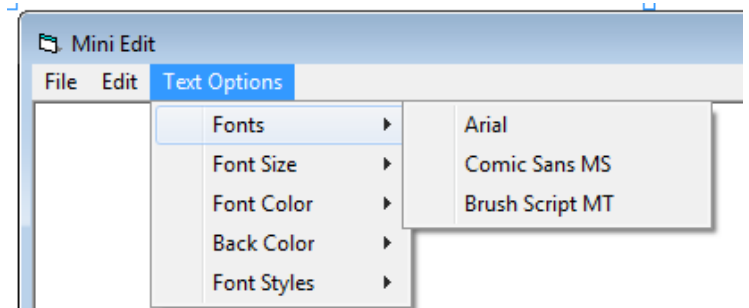 Mini Edit
File Edit Text Options
Fonts Arial
Font Size Comic Sans MS
Font Color Brush Script MT
Back Color
Font Styles